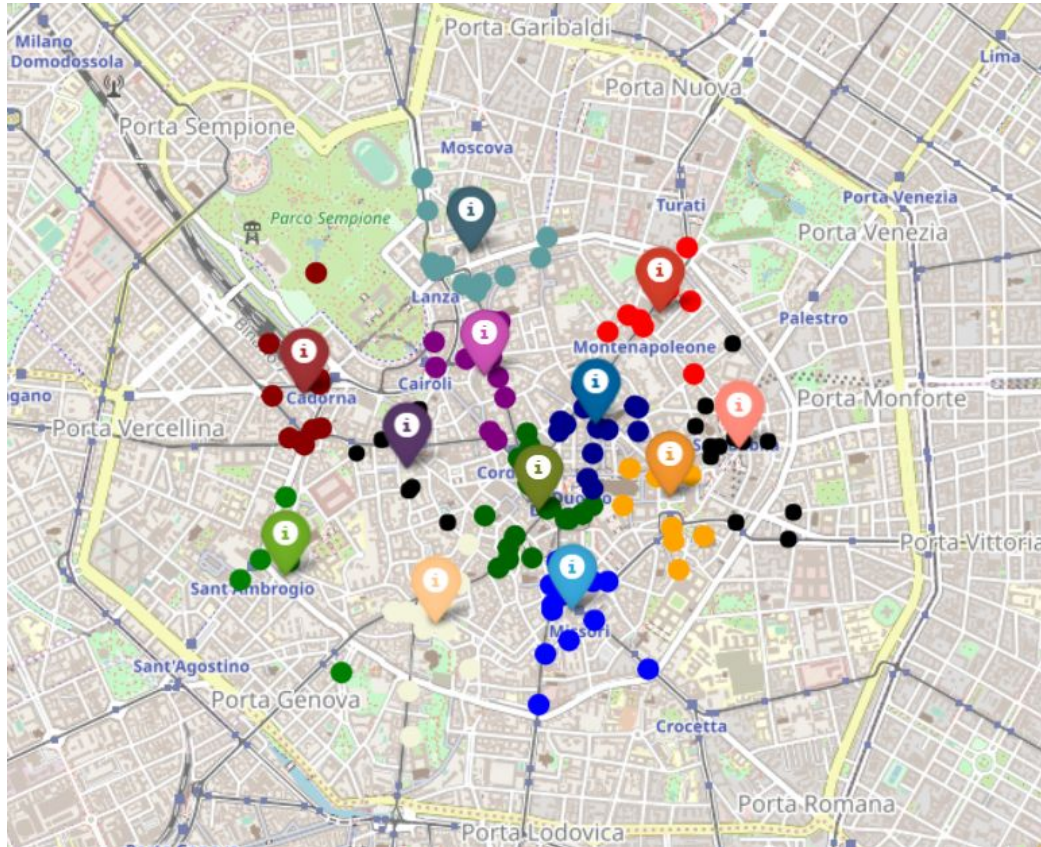 Porta Garibaldi
Milano
Domodossola
Lima
Porta Nuova
Porta Sempione
Moscova
Porta Venezia
Turati
Parco Sempione
Porta Venezia
Lanza
Palestro
Montenapoleone
Cairoli
Cadorna
Porta Monforte
Porta Vercellina
Cord
Duo
Porta Vittoria
Sant'Ambrogio
Missori
Sant'Agostino
Porta Genova
Crocetta
Porta Romana
Porta Lodovica